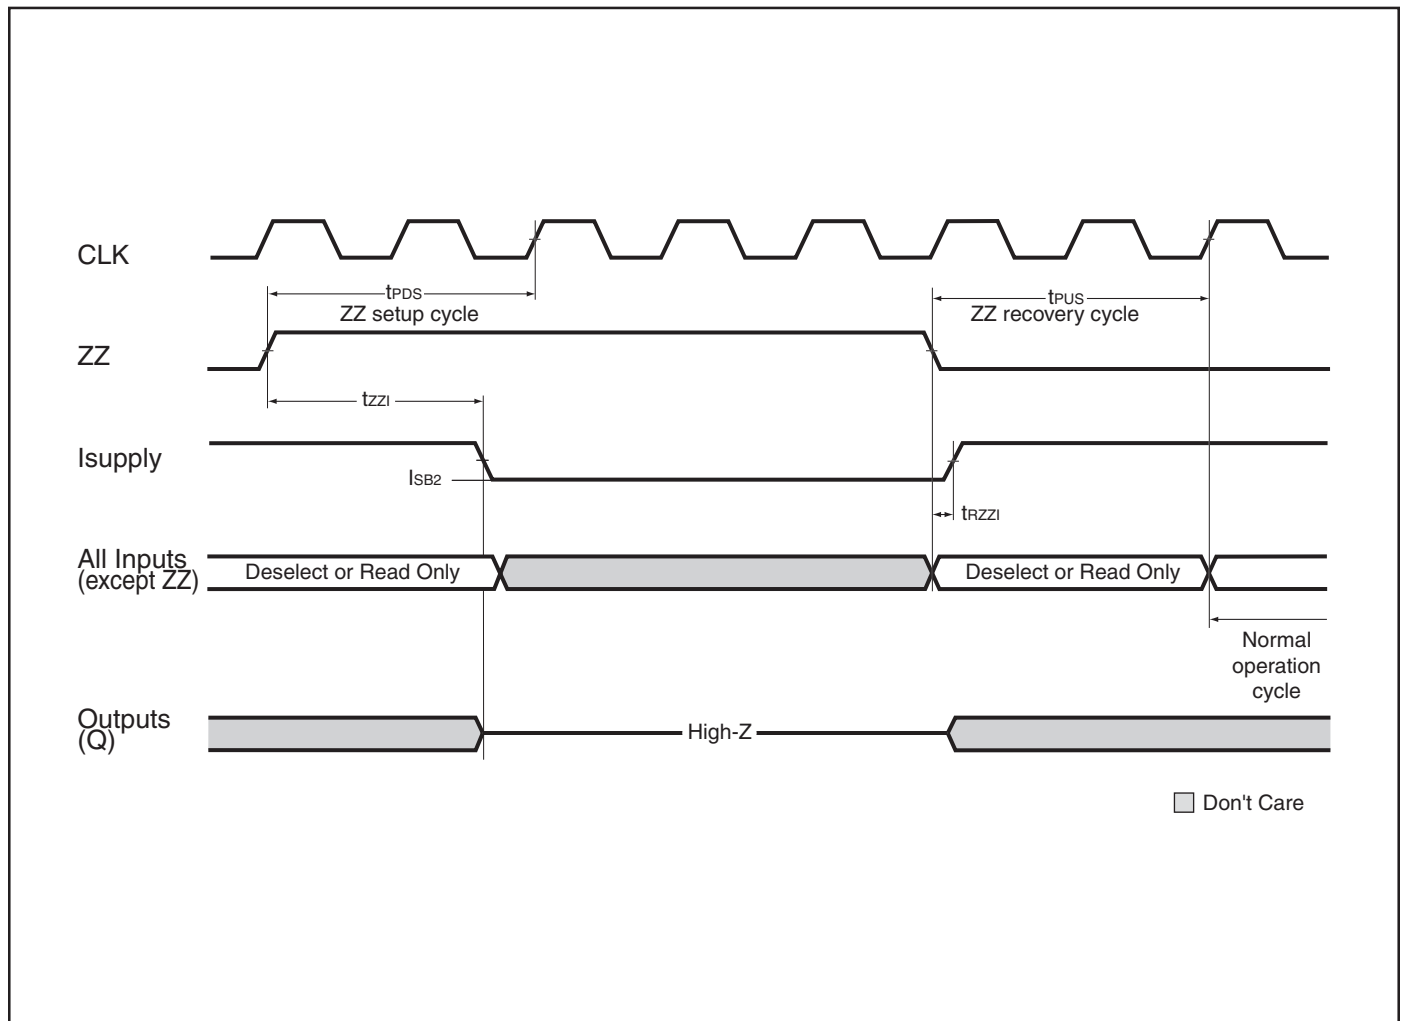 CLK
tPDS
ZZ setup cycle
tPUS
ZZ recovery cycle
ZZ
tZZI
Isupply
ISB2
tRZZI
All Inputs
(except ZZ)
Deselect or Read Only
Deselect or Read Only
Normal
operation
cycle
Outputs
(Q)
High-Z
Don't Care